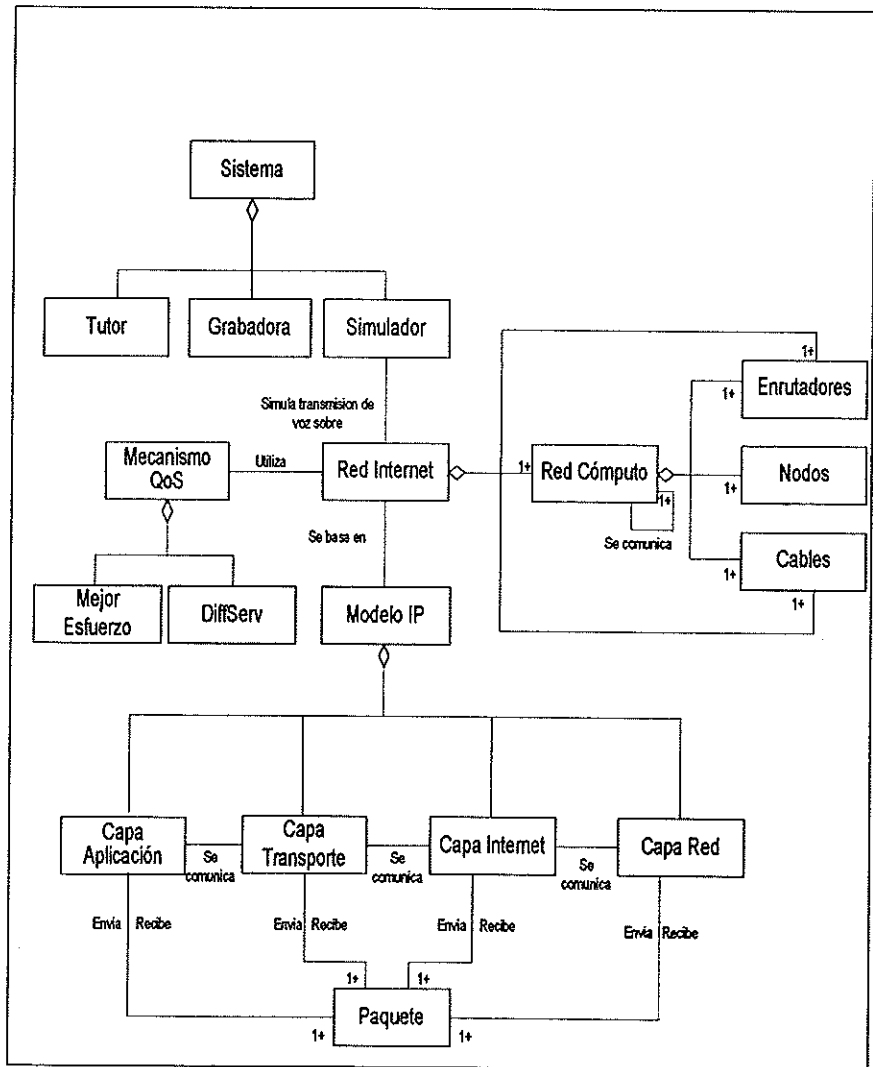 Sistema
Tutor
Grabadora
Simulador
1+
Enrutadores
1+
Simula transmision de
voz sobre
Mecanismo
QoS
Utiliza
Red Internet
1+
Red Cómputo
1+
Nodos
1+
Se comunica
Se basa en
Cables
1+
1+
Mejor
Esfuerzo
DiffServ
Modelo IP
Capa
Aplicación
Se
comunica
Capa
Transporte
Se
comunica
Capa Internet
Se
comunica
Capa Red
Envia
Recibe
Envia
Recibe
Envia
Recibe
Envia
Recibe
1+
1+
Paquete
1+
1+